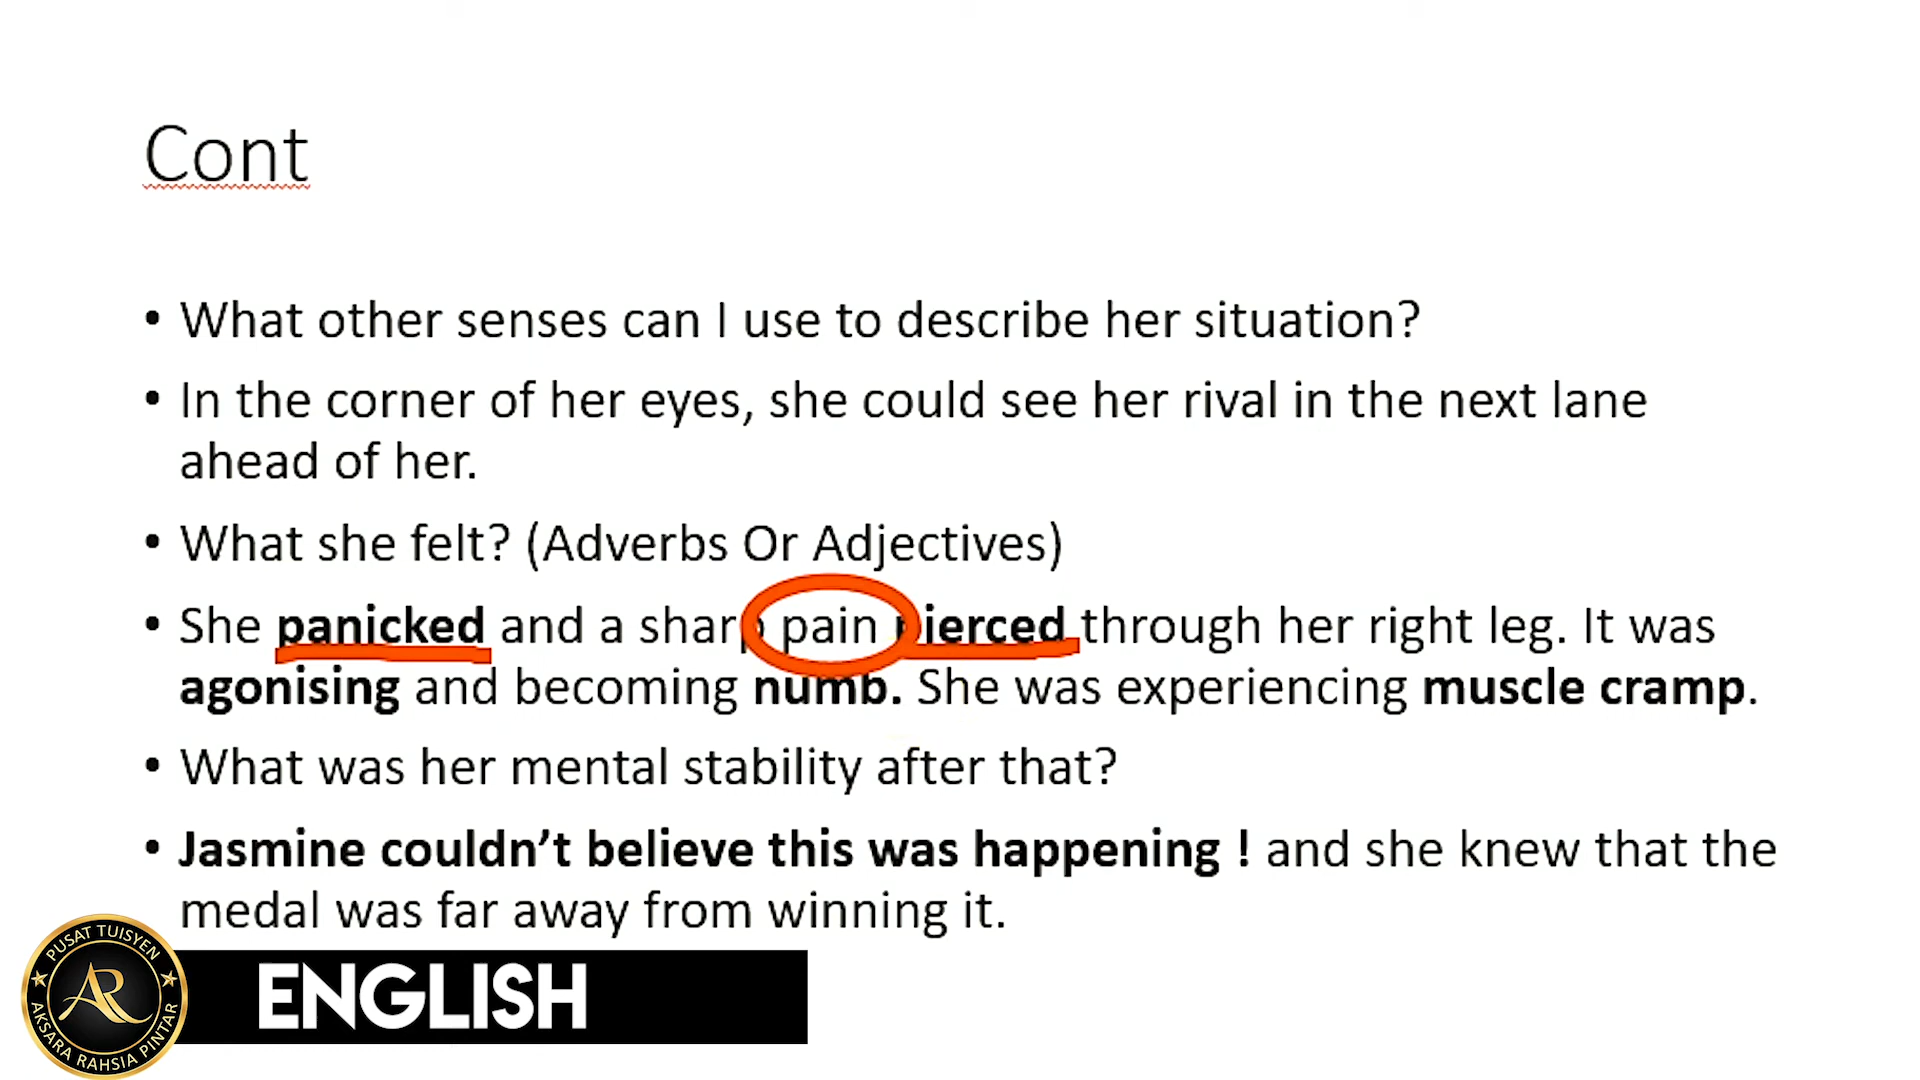 Cont
• What other senses can I use to describe her situation?
• In the corner of her eyes, she could see her rival in the next lane
ahead of her.
• What she felt? (Adverbs Or Adjectives)
• She panicked and a sharp pain pierced through her right leg. It was
agonising and becoming numb. She was experiencing muscle cramp.
• What was her mental stability after that?
• Jasmine couldn’t believe this was happening ! and she knew that the
medal was far away from winning it.
PUSAT TUISYEN
AR
AKSARA RAHSIA PINTAR
ENGLISH